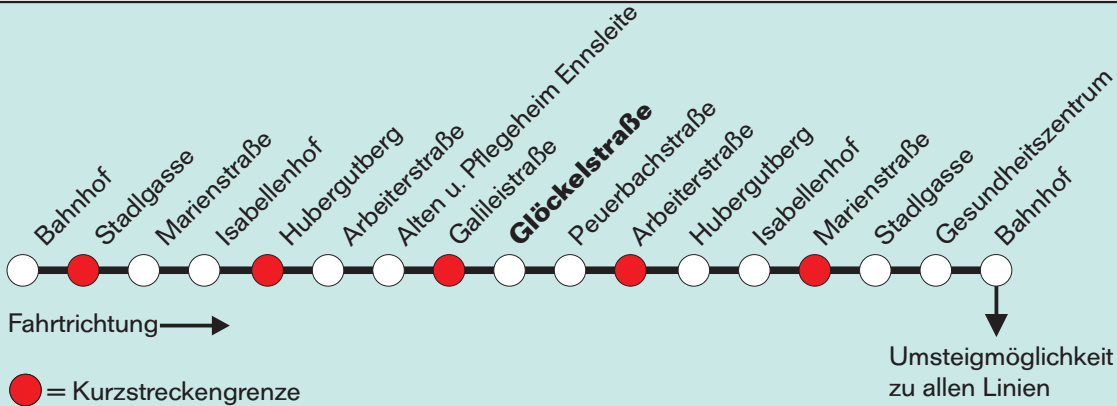 Bahnhof
Stadlgasse
Marienstraße
Isabellenhof
Hubergutberg
Arbeiterstraße
Alten u. Pflegeheim Ennsleite
Galileistraße
Glöckelstraße
Peuerbachstraße
Arbeiterstraße
Hubergutberg
Isabellenhof
Marienstraße
Stadlgasse
Gesundheitszentrum
Bahnhof
Fahrtrichtung
Umsteigmöglichkeit
zu allen Linien
= Kurzstreckengrenze